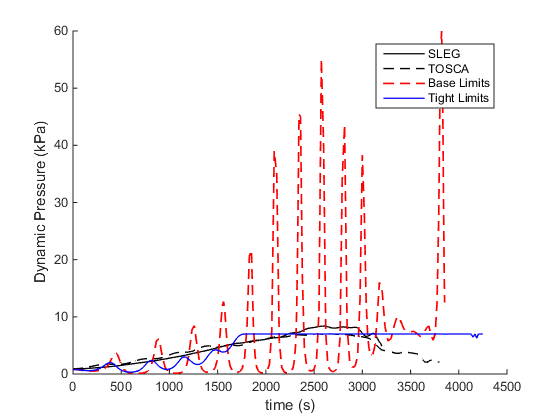 60
50
40
30
20
10
0
Dynamic Pressure (kPa)
SLEG
TOSCA
Base Limits
Tight Limits
0 500 1000 1500 2000 2500 3000 3500 4000 4500
time (s)